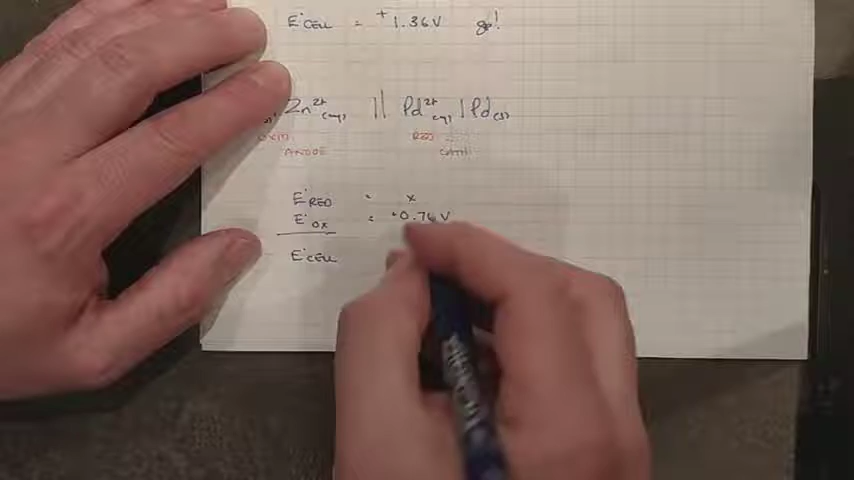 E°CELL = +1.36V go!
Zn²⁺(aq) || Pd²⁺(aq) | Pd(s)
OXID. RED
ANODE CATH.
E°RED = x
E°OX = +0.76V
E°CELL